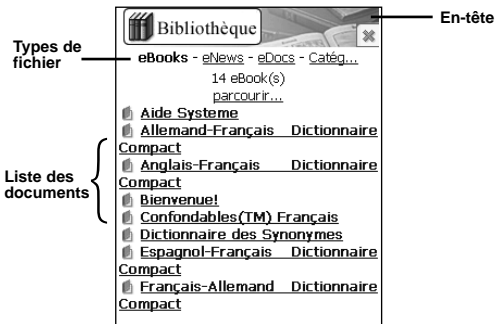 Bibliothèque
En-tête
Types de
fichier
eBooks - eNews - eDocs - Catég...
14 eBook(s)
parcourir...
Aide Systeme
Allemand-Français Dictionnaire
Compact
Liste des
documents
Anglais-Français Dictionnaire
Compact
Bienvenue!
Confondables(TM) Français
Dictionnaire des Synonymes
Espagnol-Français Dictionnaire
Compact
Français-Allemand Dictionnaire
Compact